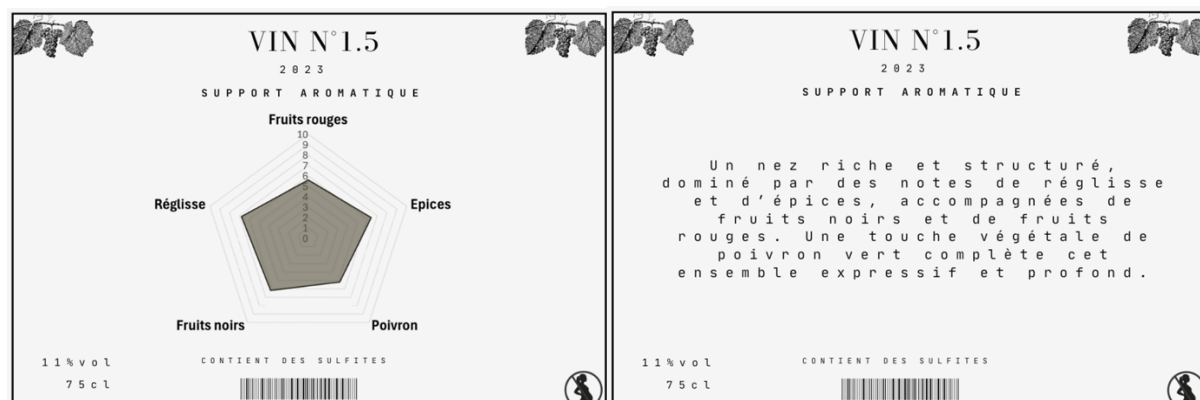 VIN N°1.5
2023
SUPPORT AROMATIQUE
Fruits rouges
10
9
8
7
6
5
4
3
2
1
0
Réglisse
Epices
Fruits noirs
Poivron
CONTIENT DES SULFITES
11%vol
75cl
VIN N°1.5
2023
SUPPORT AROMATIQUE
Un nez riche et structuré,
dominé par des notes de réglisse
et d’épices, accompagnées de
fruits noirs et de fruits
rouges. Une touche végétale de
poivron vert complète cet
ensemble expressif et profond.
CONTIENT DES SULFITES
11%vol
75cl